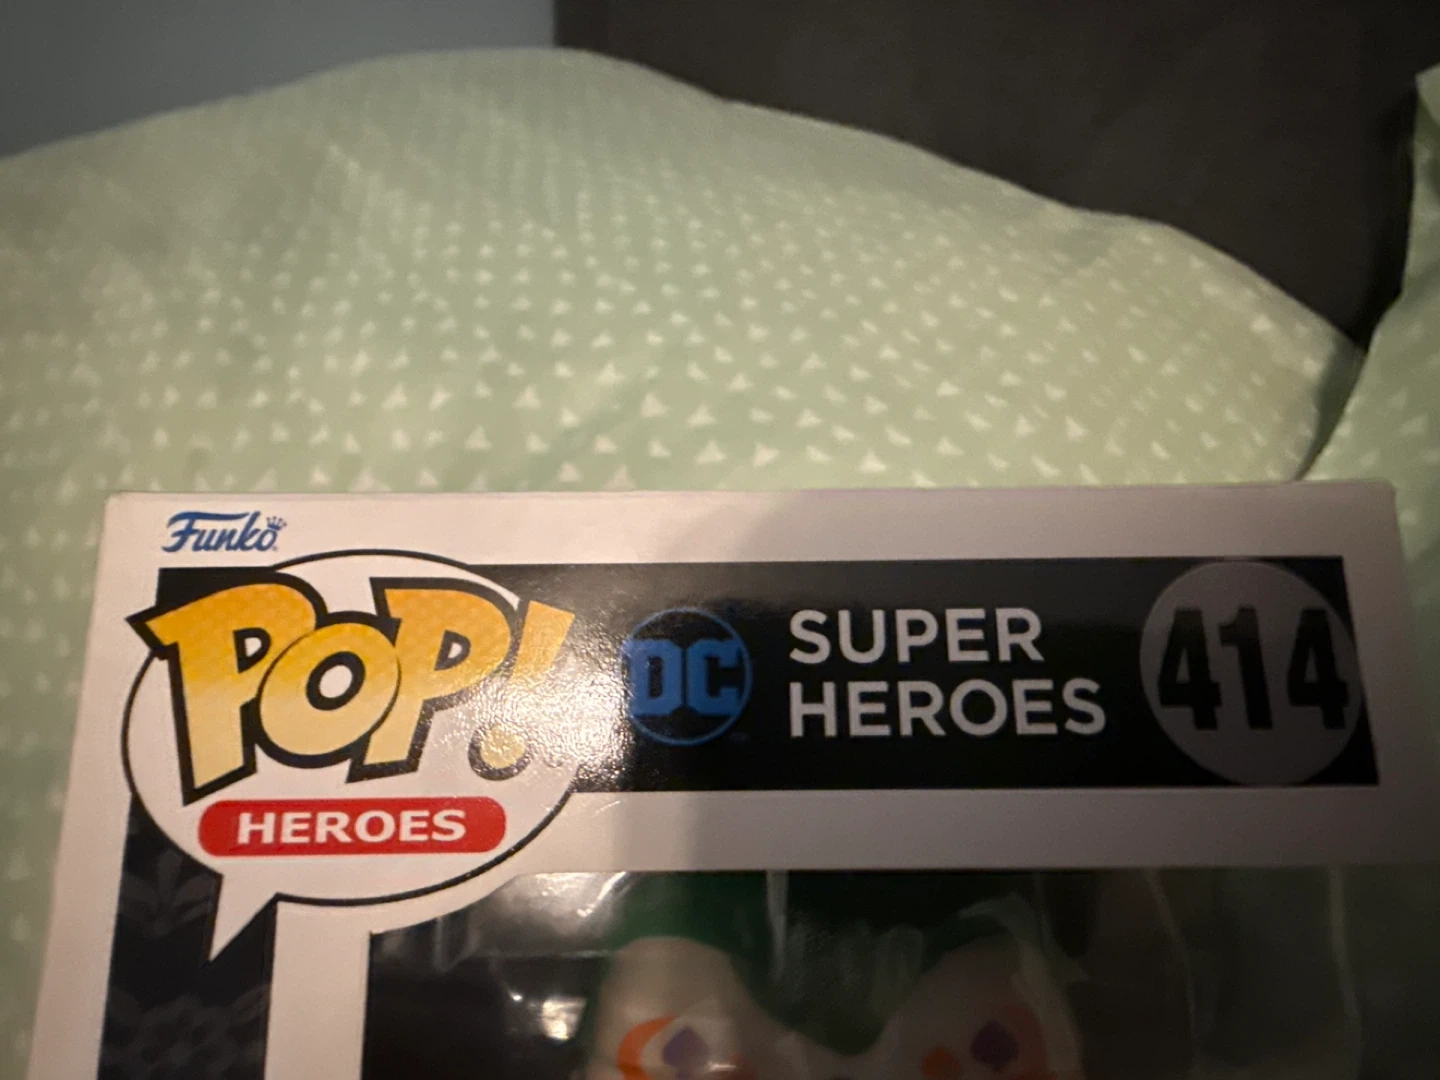 Funko
POP!
HEROES
DC
SUPER
HEROES
414